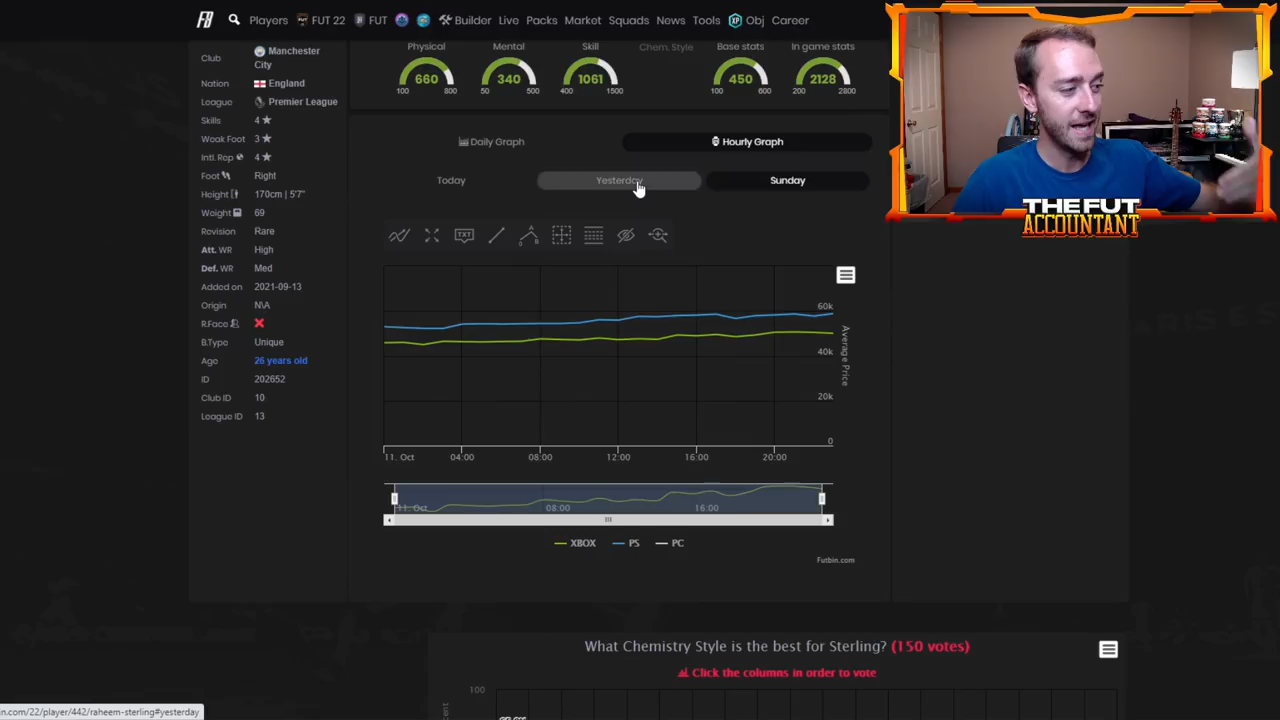 FB Players FUT 22 FUT Builder Live Packs Market Squads News Tools XP Obj Career
Club Manchester City
Nation England
League Premier League
Skills 4
Weak Foot 3
Intl. Rep 4
Foot Right
Height 170cm | 5'7"
Weight 69
Revision Rare
Att. WR High
Def. WR Med
Added on 2021-09-13
Origin N\A
R.Face
B.Type Unique
Age 26 years old
ID 202652
Club ID 10
League ID 13
Physical Mental Skill Chem. Style Base stats In game stats
660 340 1061 450 2128
100 800 50 500 400 1500 100 600 200 2800
Daily Graph Hourly Graph
Today Yesterday Sunday
TXT
60k
40k
20k
0
Average Price
11. Oct 04:00 08:00 12:00 16:00 20:00
11. Oct 08:00 16:00
XBOX PS PC
Futbin.com
THE FUT
ACCOUNTANT
What Chemistry Style is the best for Sterling? (150 votes)
Click the columns in order to vote
100
in.com/22/player/442/raheem-sterling#yesterday